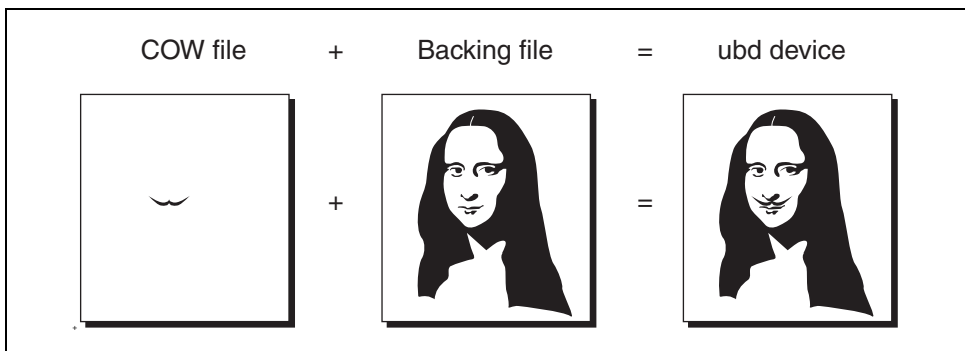 COW file + Backing file = ubd device
+ =